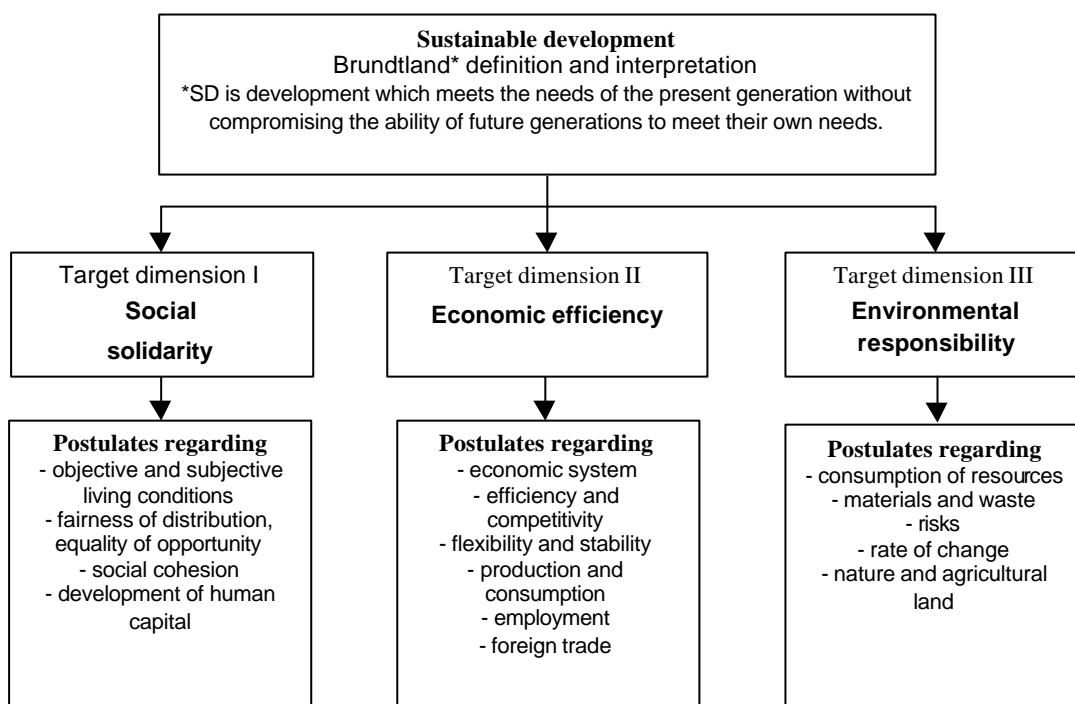 Sustainable development
Brundtland* definition and interpretation
*SD is development which meets the needs of the present generation without
compromising the ability of future generations to meet their own needs.
Target dimension I
Social
solidarity
Target dimension II
Economic efficiency
Target dimension III
Environmental
responsibility
Postulates regarding
- objective and subjective
living conditions
- fairness of distribution,
equality of opportunity
- social cohesion
- development of human
capital
Postulates regarding
- economic system
- efficiency and
competitivity
- flexibility and stability
- production and
consumption
- employment
- foreign trade
Postulates regarding
- consumption of resources
- materials and waste
- risks
- rate of change
- nature and agricultural
land